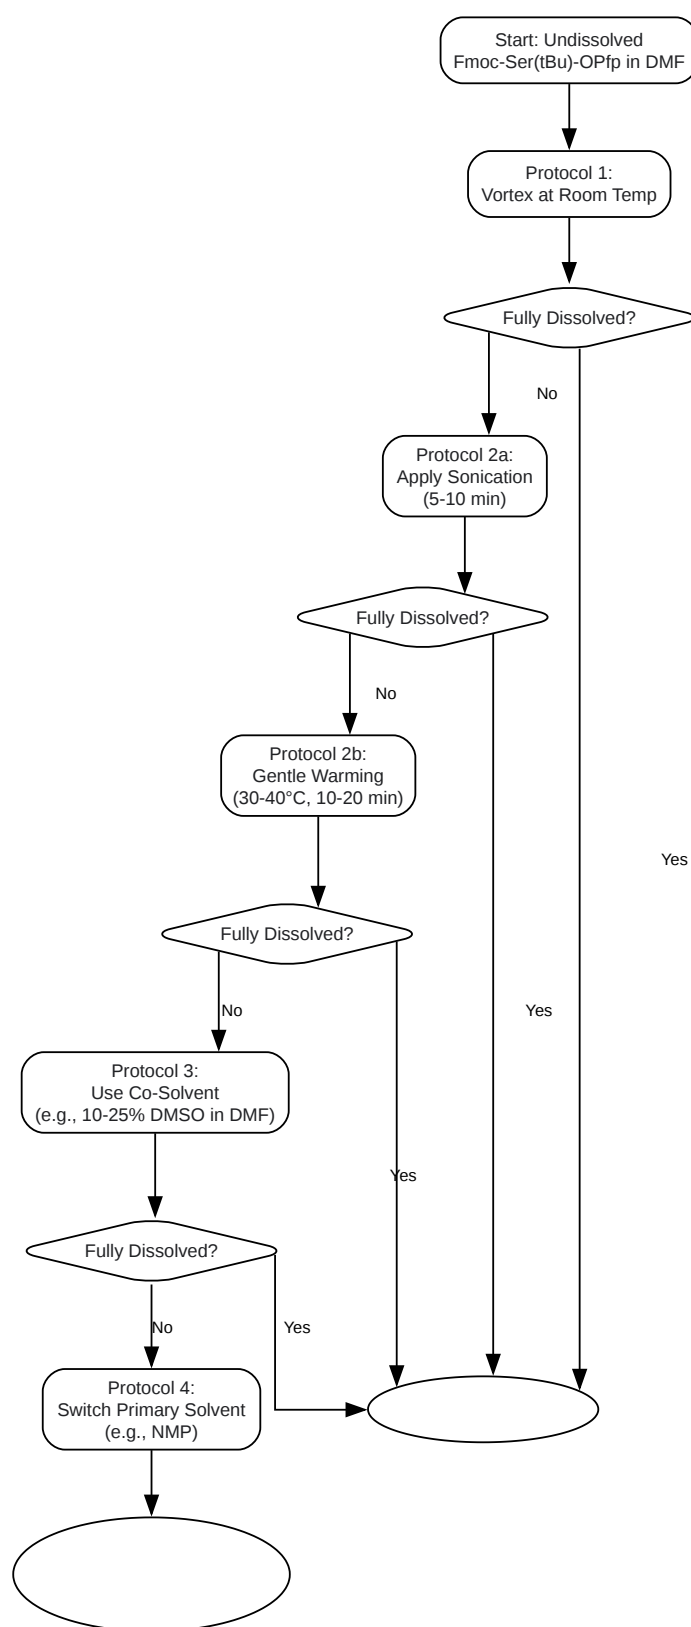 Start: Undissolved
Fmoc-Ser(tBu)-OPfp in DMF
Protocol 1:
Vortex at Room Temp
Fully Dissolved?
No
Protocol 2a:
Apply Sonication
(5-10 min)
Fully Dissolved?
No
Protocol 2b:
Gentle Warming
(30-40°C, 10-20 min)
Yes
Fully Dissolved?
No
Yes
Protocol 3:
Use Co-Solvent
(e.g., 10-25% DMSO in DMF)
Yes
Fully Dissolved?
No
Yes
Protocol 4:
Switch Primary Solvent
(e.g., NMP)